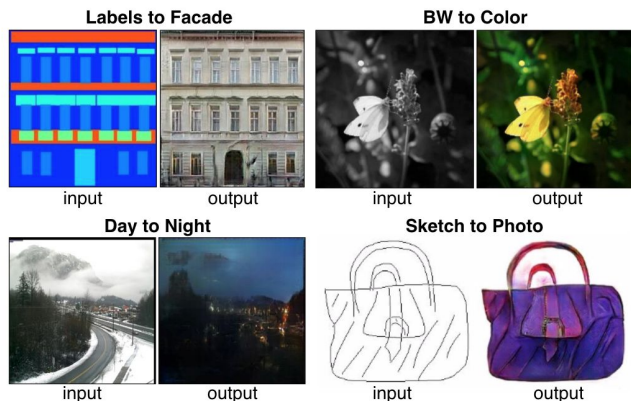 Labels to Facade
BW to Color
input
output
input
output
Day to Night
Sketch to Photo
input
output
input
output